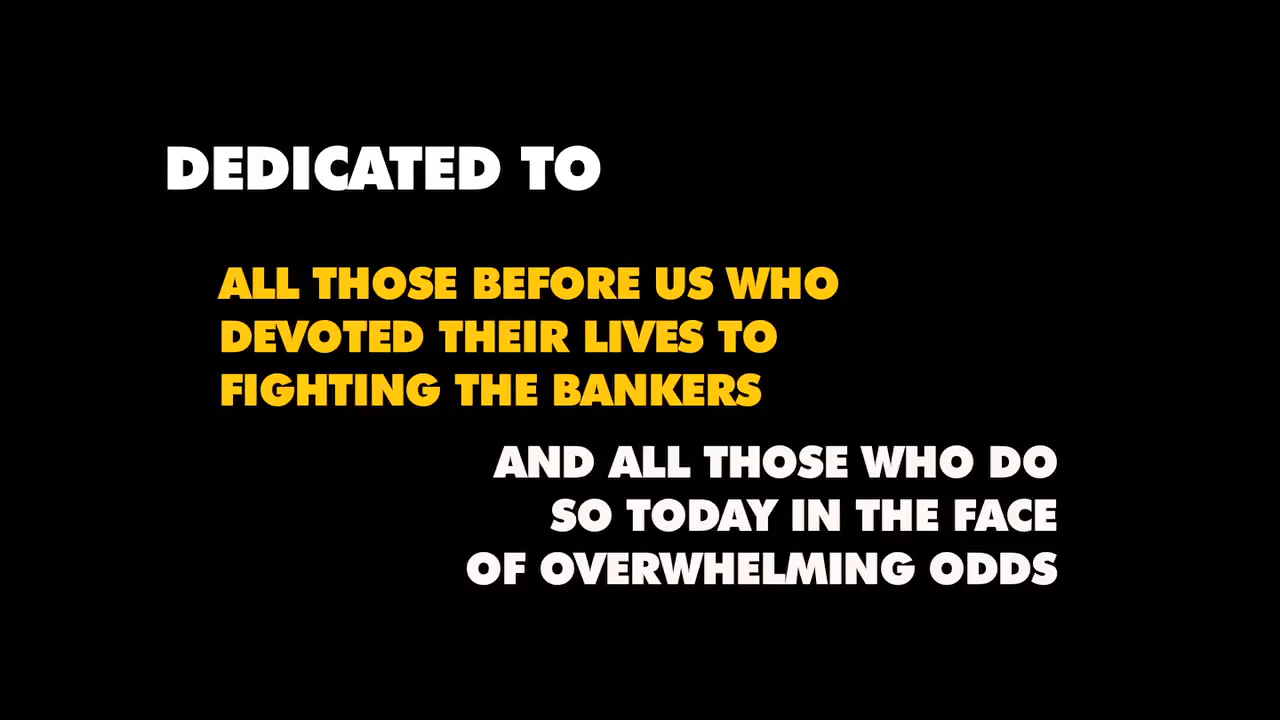 DEDICATED TO
ALL THOSE BEFORE US WHO
DEVOTED THEIR LIVES TO
FIGHTING THE BANKERS
AND ALL THOSE WHO DO
SO TODAY IN THE FACE
OF OVERWHELMING ODDS